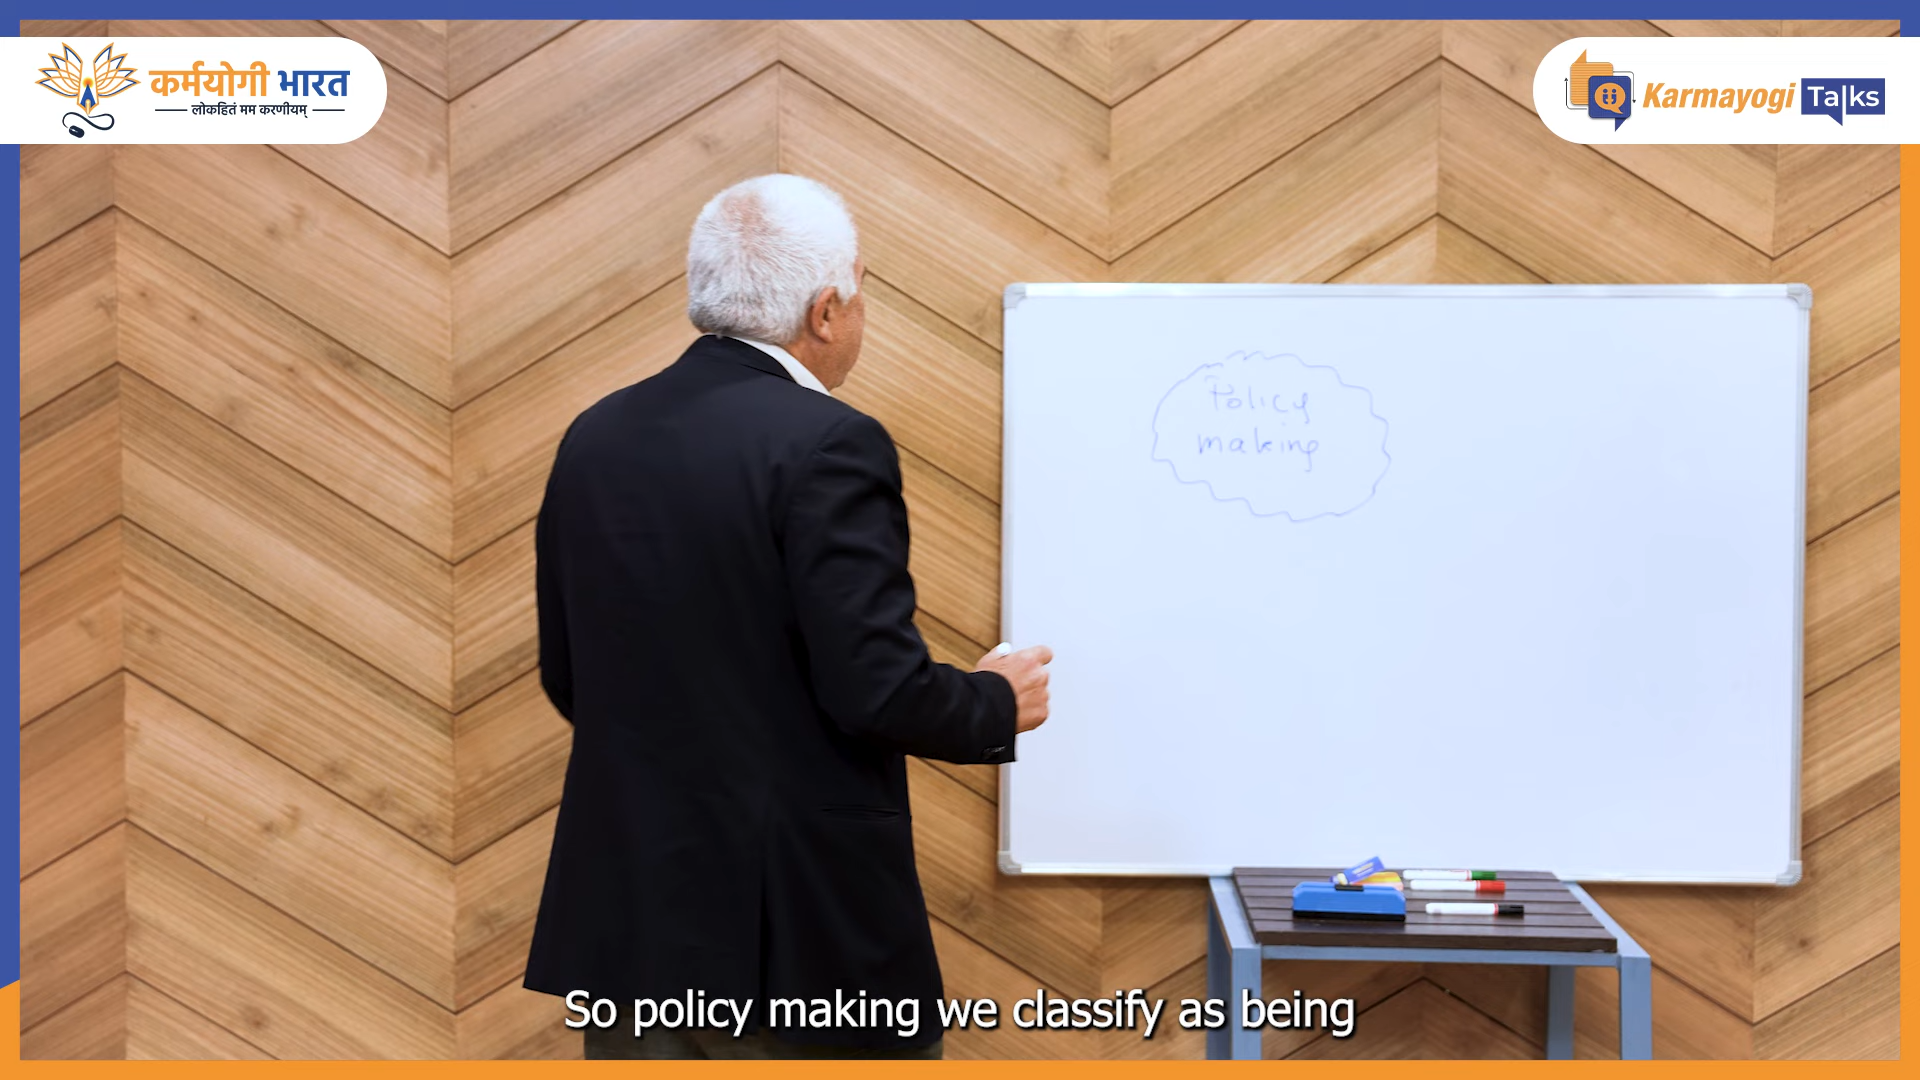 कर्मयोगी भारत
लोकहितं मम करणीयम्
Karmayogi Talks
Policy
making
So policy making we classify as being